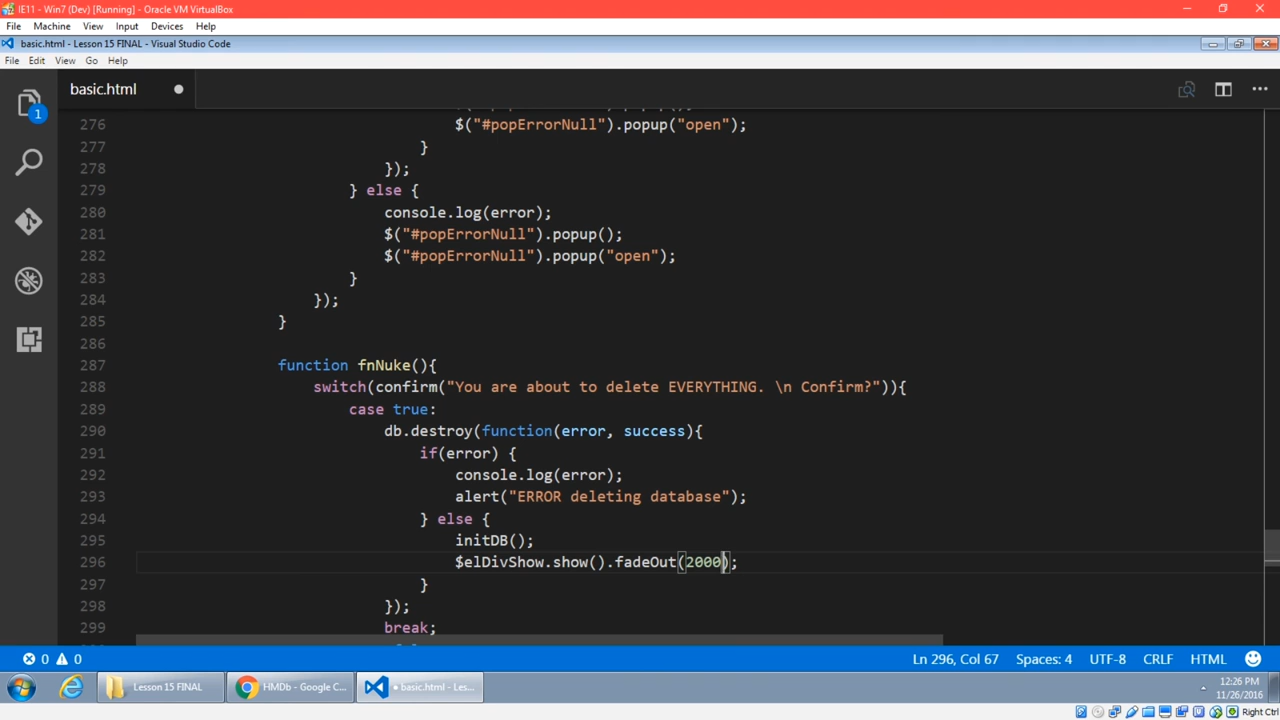 IE11 - Win7 (Dev) [Running] - Oracle VM VirtualBox
File Machine View Input Devices Help
basic.html - Lesson 15 FINAL - Visual Studio Code
File Edit View Go Help
basic.html
1
276 $("#popErrorNull").popup("open");
277 }
278 });
279 } else {
280 console.log(error);
281 $("#popErrorNull").popup();
282 $("#popErrorNull").popup("open");
283 }
284 });
285 }
286
287 function fnNuke(){
288 switch(confirm("You are about to delete EVERYTHING. \n Confirm?")){
289 case true:
290 db.destroy(function(error, success){
291 if(error) {
292 console.log(error);
293 alert("ERROR deleting database");
294 } else {
295 initDB();
296 $elDivShow.show().fadeOut(2000);
297 }
298 });
299 break;
0 0 Ln 296, Col 67 Spaces: 4 UTF-8 CRLF HTML
Lesson 15 FINAL HMDb - Google C... • basic.html - Les... 12:26 PM
11/26/2016
Right Ctrl